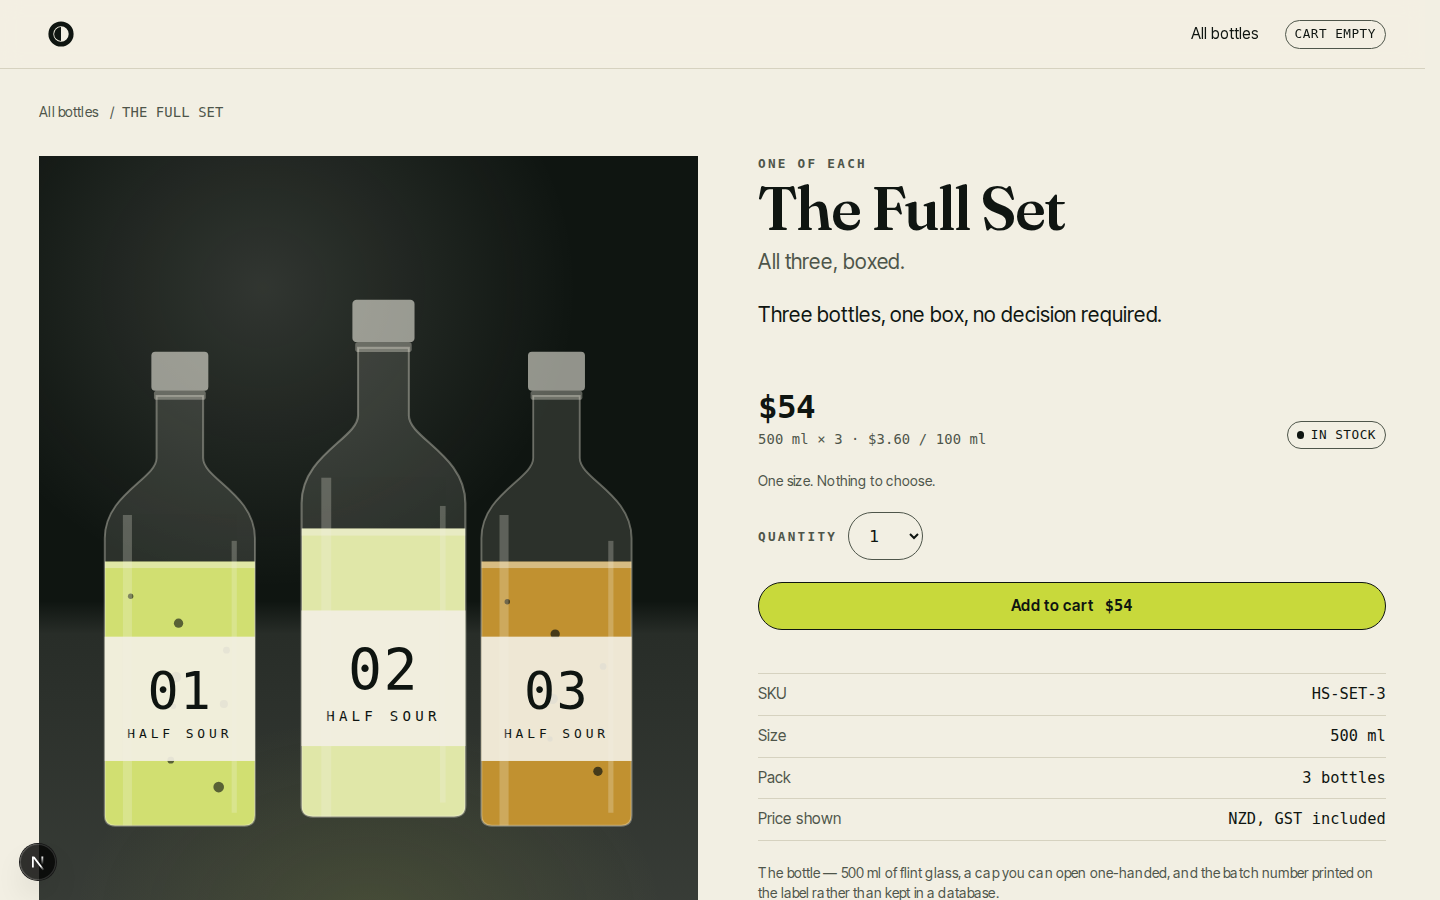 All bottles
CART EMPTY
All bottles / THE FULL SET
ONE OF EACH
The Full Set
All three, boxed.
Three bottles, one box, no decision required.
$54
500 ml × 3 · $3.60 / 100 ml
IN STOCK
One size. Nothing to choose.
QUANTITY 1
Add to cart $54
SKU HS-SET-3
Size 500 ml
Pack 3 bottles
Price shown NZD, GST included
The bottle — 500 ml of flint glass, a cap you can open one-handed, and the batch number printed on
the label rather than kept in a database.
01
HALF SOUR
02
HALF SOUR
03
HALF SOUR
N